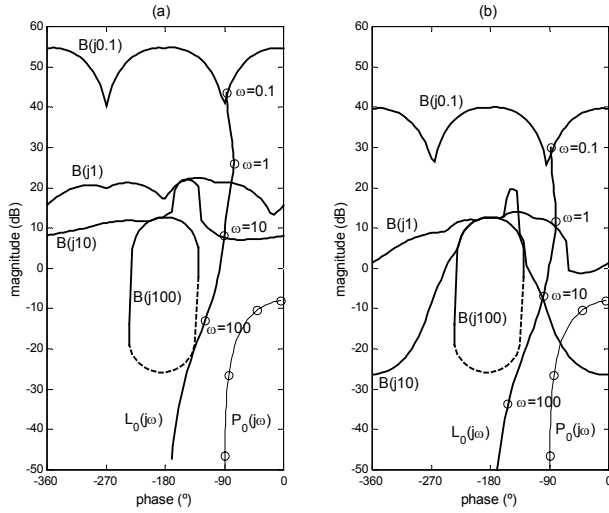 (a)
60
50
40
30
20
10
0
-10
-20
-30
-40
-50
magnitude (dB)
-360
-270
-180
-90
0
phase (º)
B(j0.1)
ω=0.1
ω=1
B(j1)
ω=10
B(j10)
B(j100)
ω=100
L0(jω)
P0(jω)
(b)
60
50
40
30
20
10
0
-10
-20
-30
-40
-50
magnitude (dB)
-360
-270
-180
-90
0
phase (º)
B(j0.1)
ω=0.1
B(j1)
ω=1
ω=10
B(j100)
B(j10)
ω=100
L0(jω)
P0(jω)